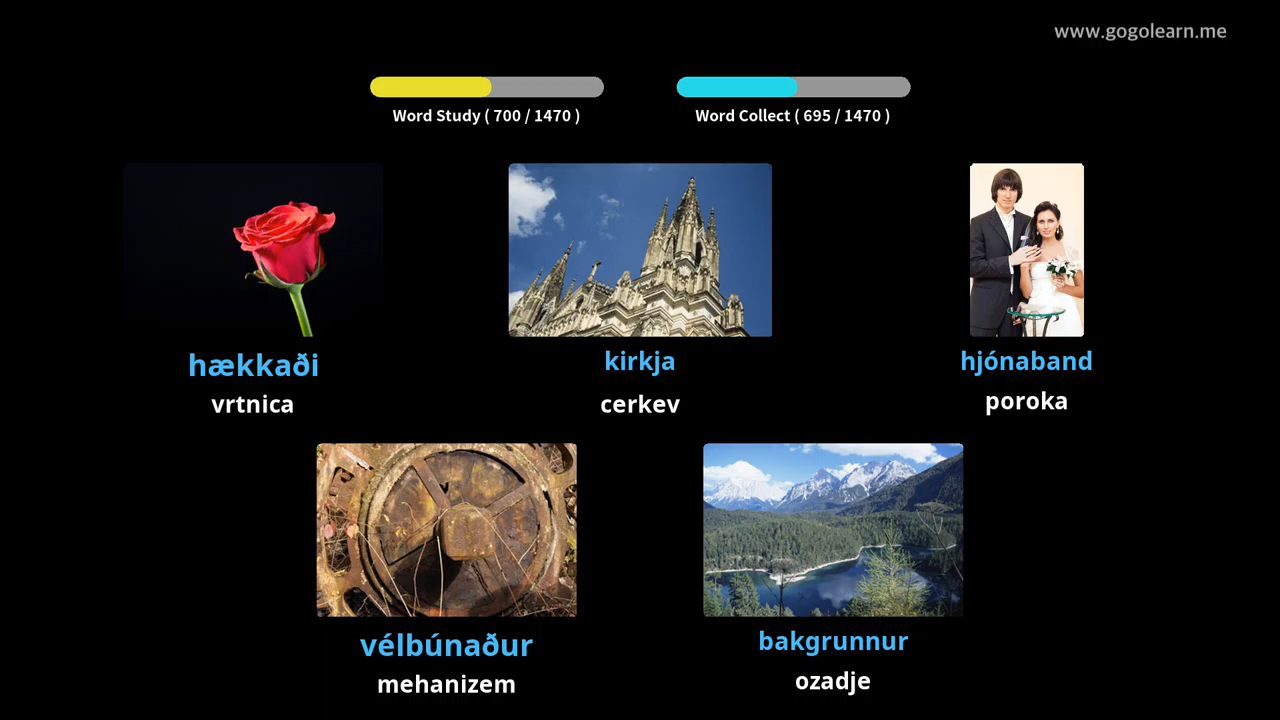 www.gogolearn.me
Word Study ( 700 / 1470 )
Word Collect ( 695 / 1470 )
hækkaði
kirkja
hjónaband
vrtnica
cerkev
poroka
vélbúnaður
bakgrunnur
mehanizem
ozadje